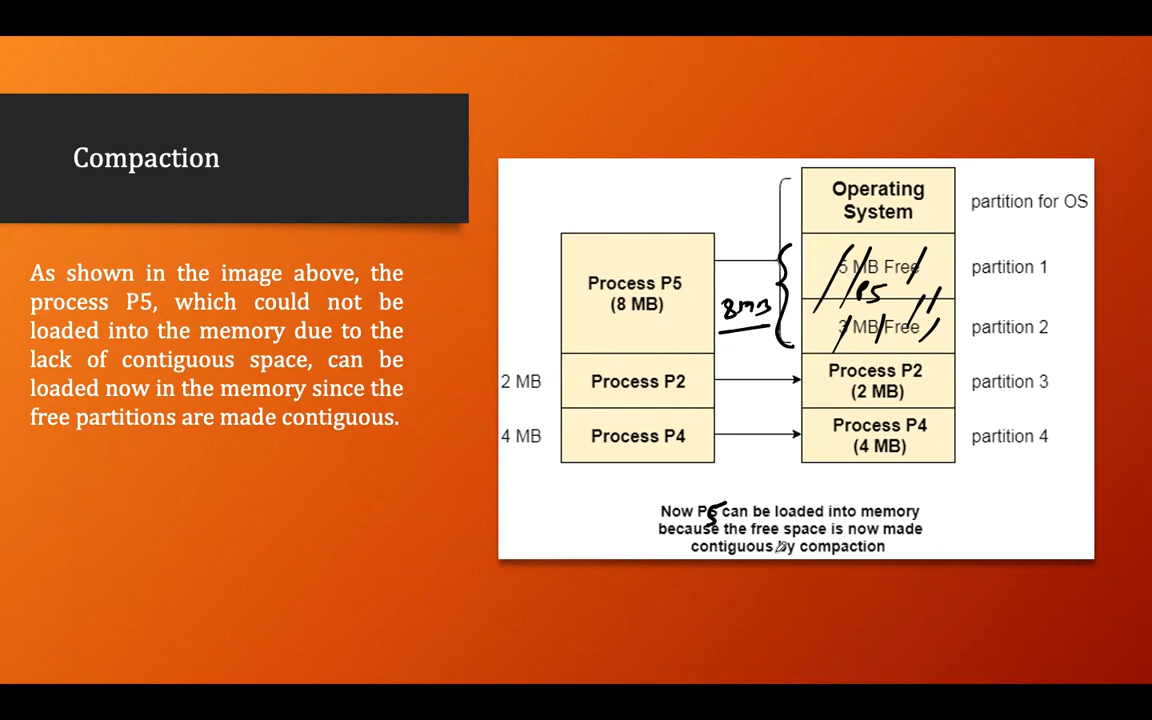 Compaction
As shown in the image above, the
process P5, which could not be
loaded into the memory due to the
lack of contiguous space, can be
loaded now in the memory since the
free partitions are made contiguous.
Operating
System
partition for OS
Process P5
(8 MB)
8MB
5 MB Free
P5
partition 1
3 MB Free
partition 2
2 MB
Process P2
Process P2
(2 MB)
partition 3
4 MB
Process P4
Process P4
(4 MB)
partition 4
Now P5 can be loaded into memory
because the free space is now made
contiguous by compaction